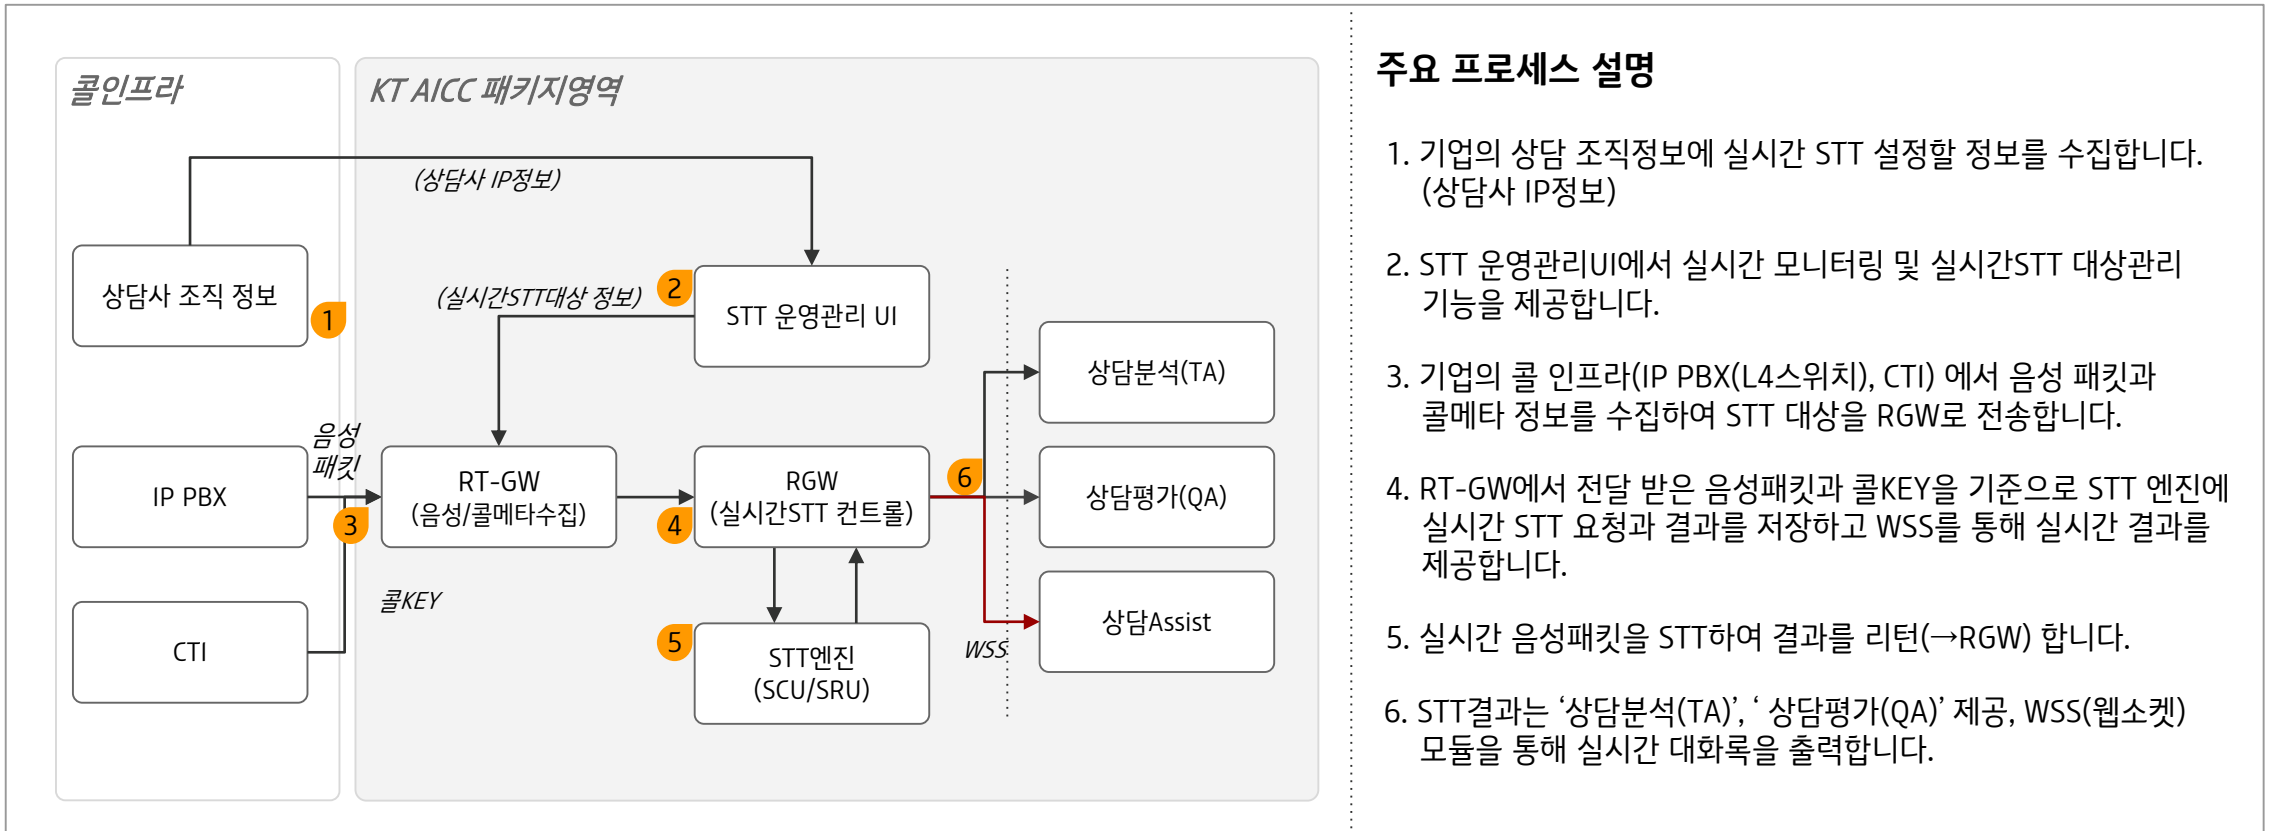 콜인프라
KT AICC 패키지영역
(상담사 IP정보)
상담사 조직 정보
1
(실시간STT대상 정보)
2
STT 운영관리 UI
상담분석(TA)
음성
패킷
IP PBX
3
RT-GW
(음성/콜메타수집)
4
RGW
(실시간STT 컨트롤)
6
상담평가(QA)
콜KEY
CTI
5
STT엔진
(SCU/SRU)
WSS
상담Assist
주요 프로세스 설명
1. 기업의 상담 조직정보에 실시간 STT 설정할 정보를 수집합니다.
(상담사 IP정보)
2. STT 운영관리UI에서 실시간 모니터링 및 실시간STT 대상관리
기능을 제공합니다.
3. 기업의 콜 인프라(IP PBX(L4스위치), CTI) 에서 음성 패킷과
콜메타 정보를 수집하여 STT 대상을 RGW로 전송합니다.
4. RT-GW에서 전달 받은 음성패킷과 콜KEY을 기준으로 STT 엔진에
실시간 STT 요청과 결과를 저장하고 WSS를 통해 실시간 결과를
제공합니다.
5. 실시간 음성패킷을 STT하여 결과를 리턴(→RGW) 합니다.
6. STT결과는 ‘상담분석(TA)’, ‘ 상담평가(QA)’ 제공, WSS(웹소켓)
모듈을 통해 실시간 대화록을 출력합니다.